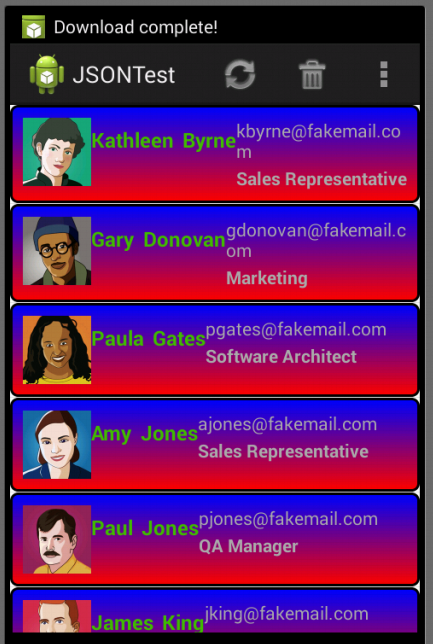 Download complete!
JSONTest
Kathleen Byrne
kbyrne@fakemail.co
m
Sales Representative
Gary Donovan
gdonovan@fakemail.c
om
Marketing
Paula Gates
pgates@fakemail.com
Software Architect
Amy Jones
ajones@fakemail.com
Sales Representative
Paul Jones
pjones@fakemail.com
QA Manager
James King
jking@fakemail.com